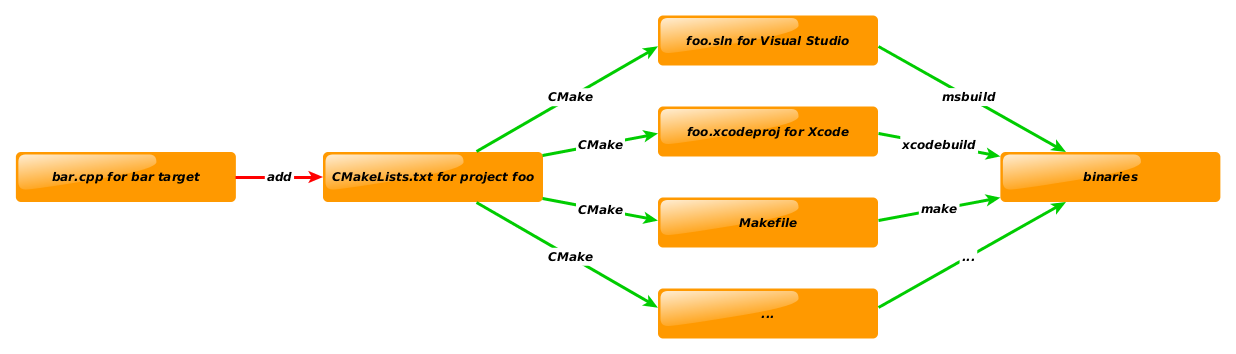 bar.cpp for bar target
add
CMakeLists.txt for project foo
CMake
CMake
CMake
CMake
foo.sln for Visual Studio
foo.xcodeproj for Xcode
Makefile
...
msbuild
xcodebuild
make
...
binaries